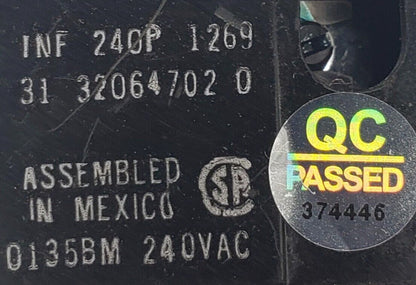 INF 240P 1269
31 32064702 0
ASSEMBLED
IN MEXICO
0135BM 240VAC
QC
PASSED
374446